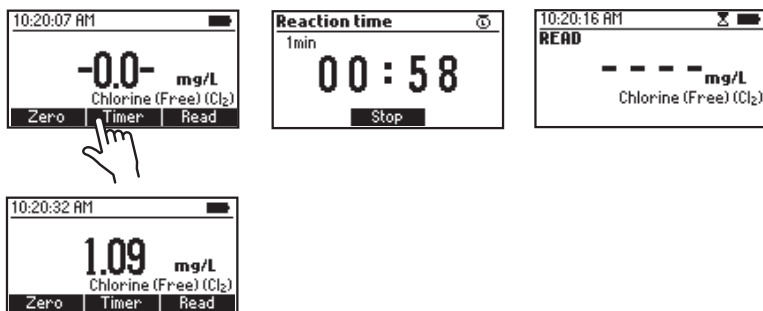 10:20:07 AM
-0.0- mg/L
Chlorine (Free) (Cl₂)
Zero Timer Read
Reaction time
1min
00:58
Stop
10:20:16 AM
READ
- - - - mg/L
Chlorine (Free) (Cl₂)
10:20:32 AM
1.09 mg/L
Chlorine (Free) (Cl₂)
Zero Timer Read